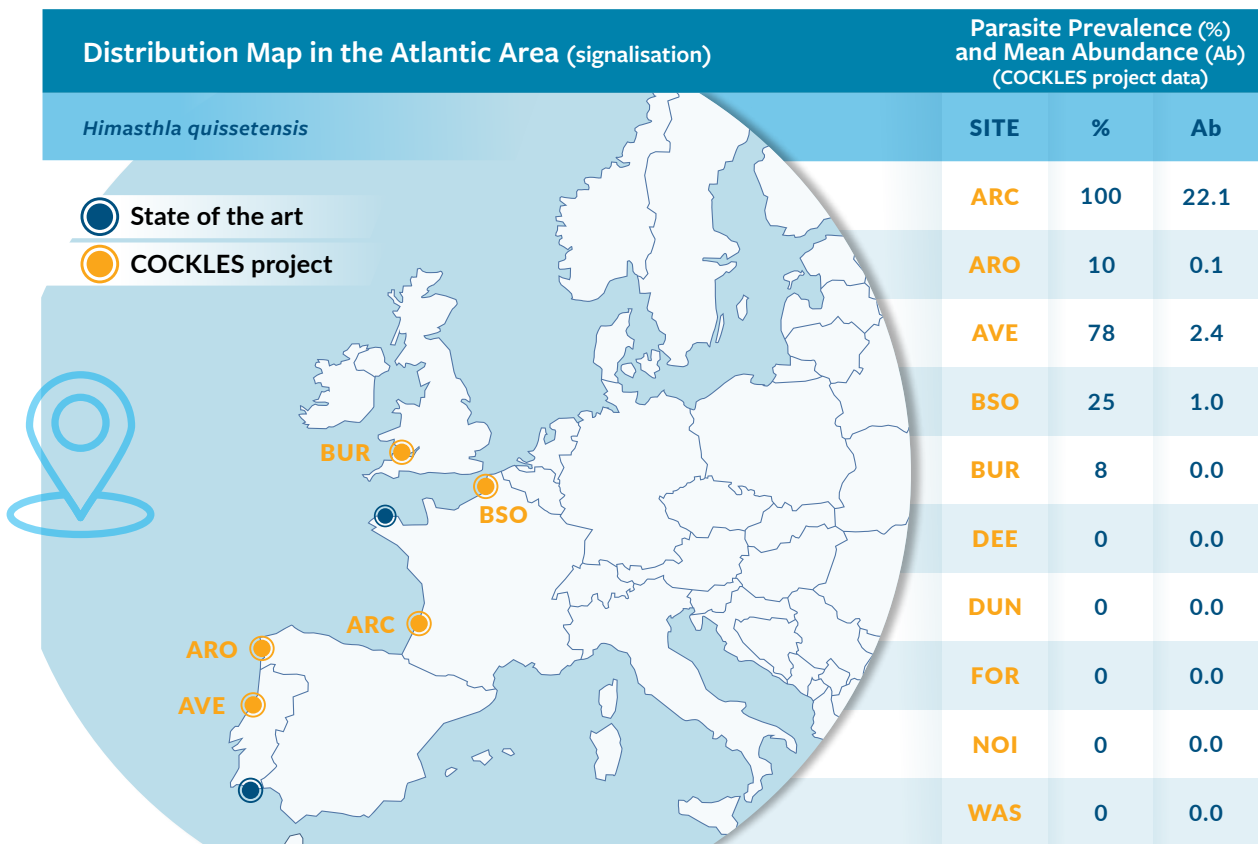 Distribution Map in the Atlantic Area (signalisation)
Parasite Prevalence (%)
and Mean Abundance (Ab)
(COCKLES project data)
Himasthla quissetensis
SITE % Ab
State of the art
COCKLES project
ARC 100 22.1
ARO 10 0.1
AVE 78 2.4
BSO 25 1.0
BUR 8 0.0
DEE 0 0.0
DUN 0 0.0
FOR 0 0.0
NOI 0 0.0
WAS 0 0.0
BUR
BSO
ARC
ARO
AVE